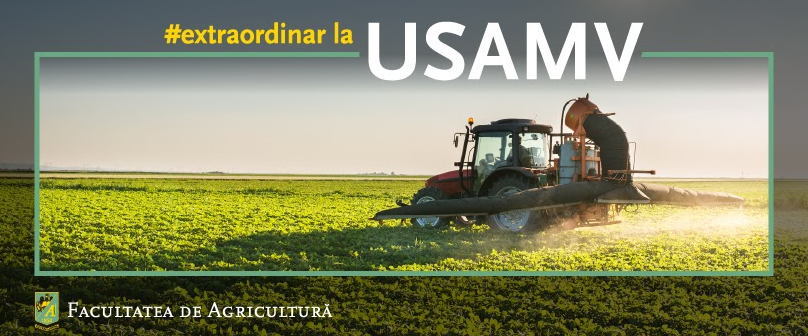 #extraordinar la USAMV
Facultatea de Agricultură